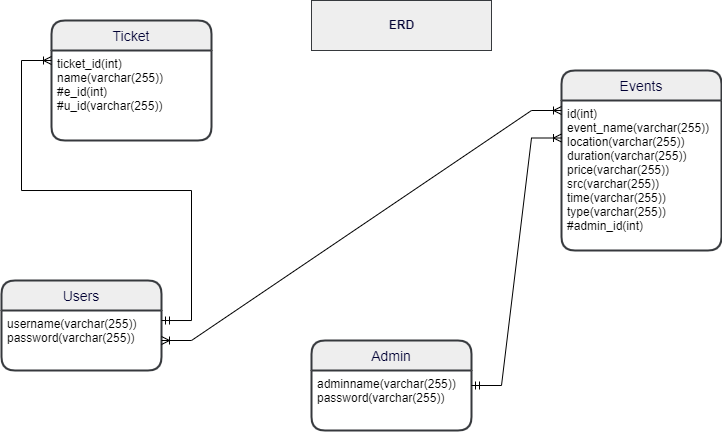 ERD
Ticket
ticket_id(int)
name(varchar(255))
#e_id(int)
#u_id(varchar(255))
Events
id(int)
event_name(varchar(255))
location(varchar(255))
duration(varchar(255))
price(varchar(255))
src(varchar(255))
time(varchar(255))
type(varchar(255))
#admin_id(int)
Users
username(varchar(255))
password(varchar(255))
Admin
adminname(varchar(255))
password(varchar(255))